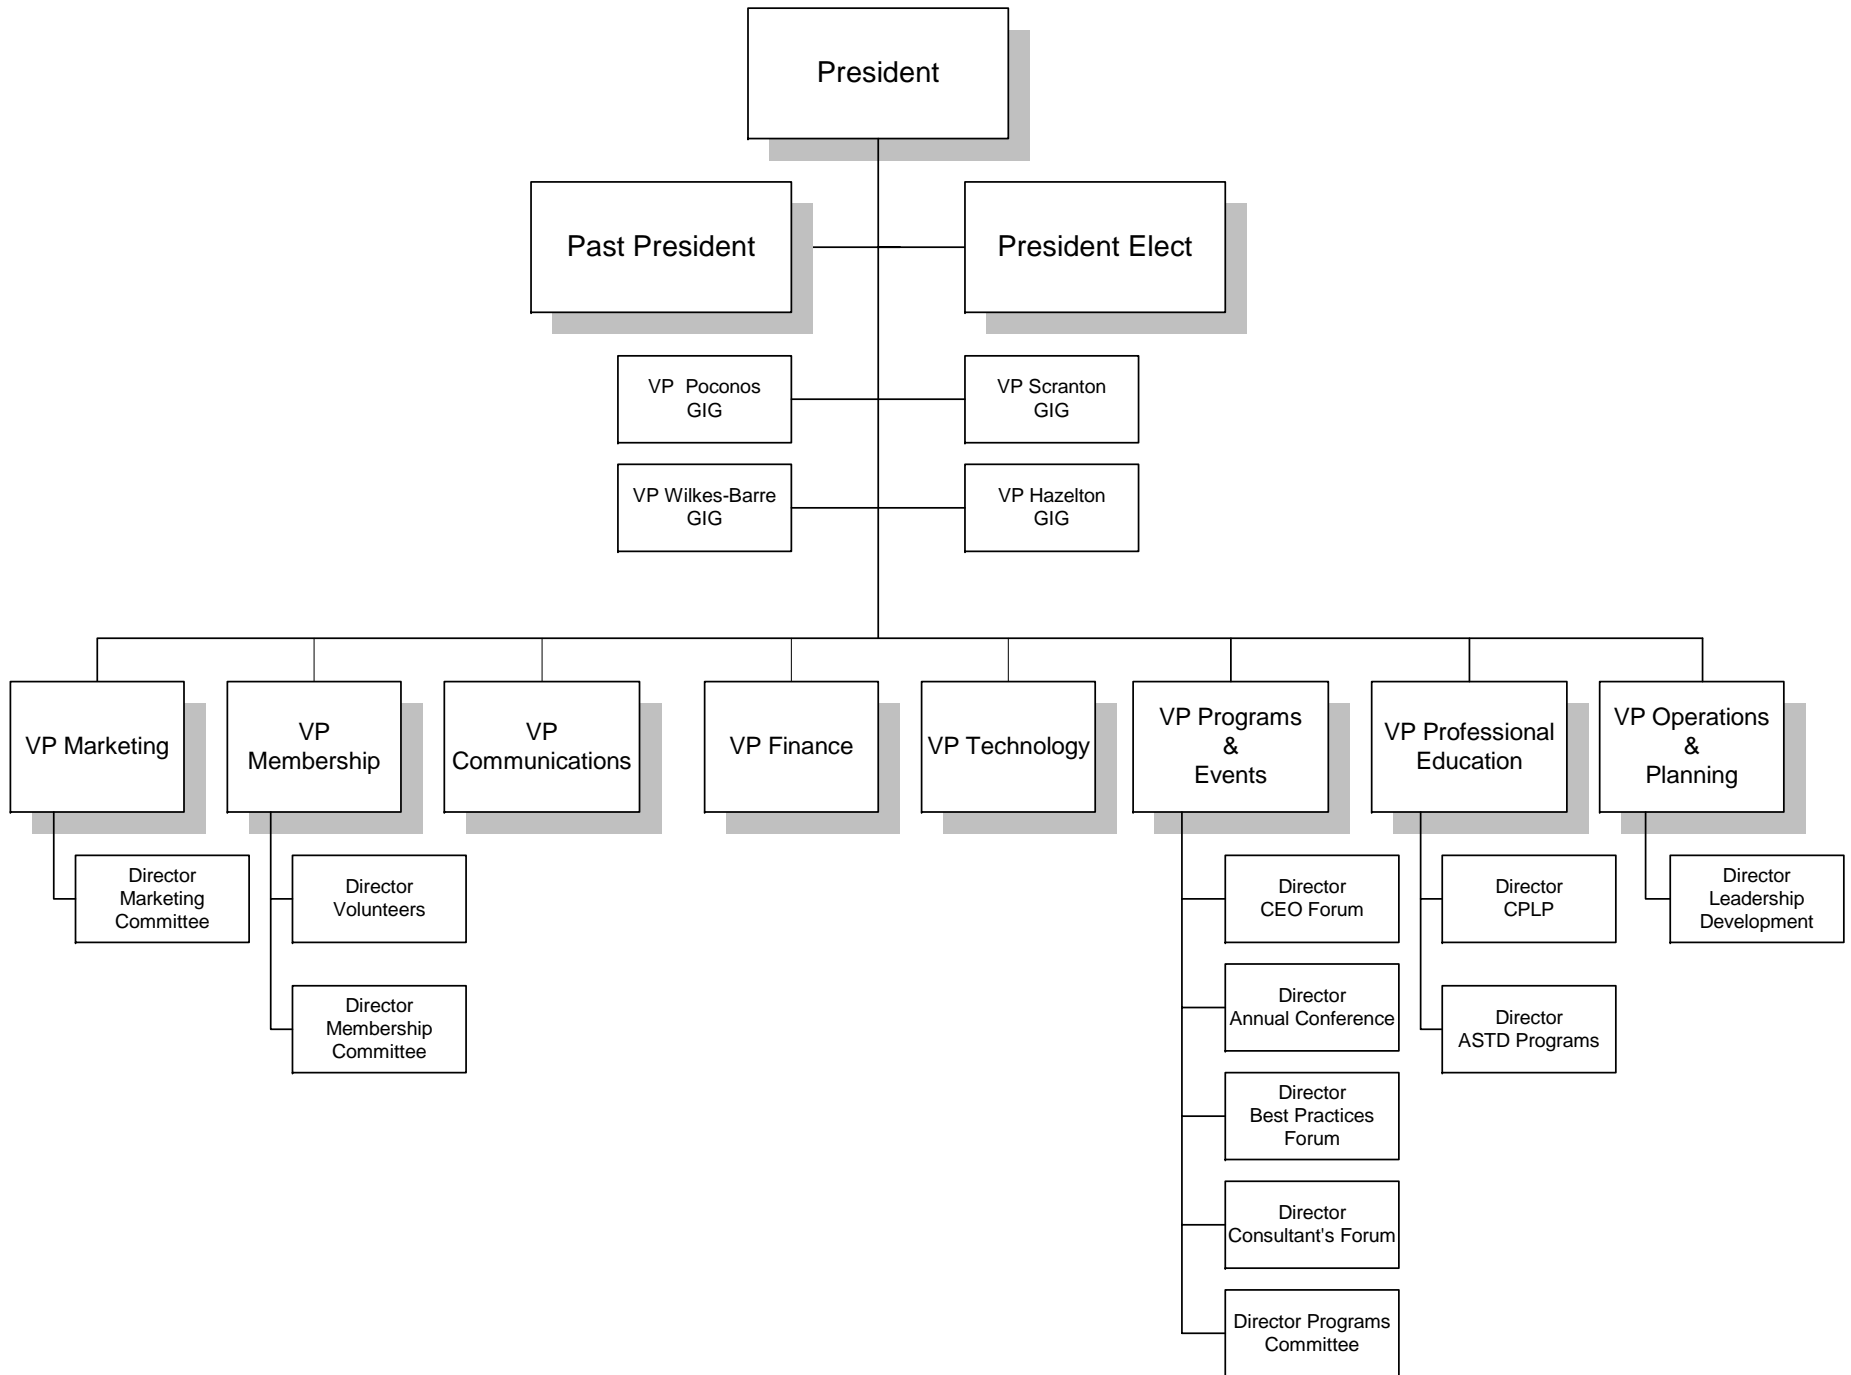 President
Past President
President Elect
VP  Poconos
GIG
VP Scranton
GIG
VP Wilkes-Barre
GIG
VP Hazelton
GIG
VP Marketing
VP
Membership
VP
Communications
VP Finance
VP Technology
VP Programs
&
Events
VP Professional
Education
VP Operations
&
Planning
Director
Marketing
Committee
Director
Volunteers
Director
Membership
Committee
Director
CEO Forum
Director
Annual Conference
Director
Best Practices
Forum
Director
Consultant's Forum
Director Programs
Committee
Director
CPLP
Director
ASTD Programs
Director
Leadership
Development